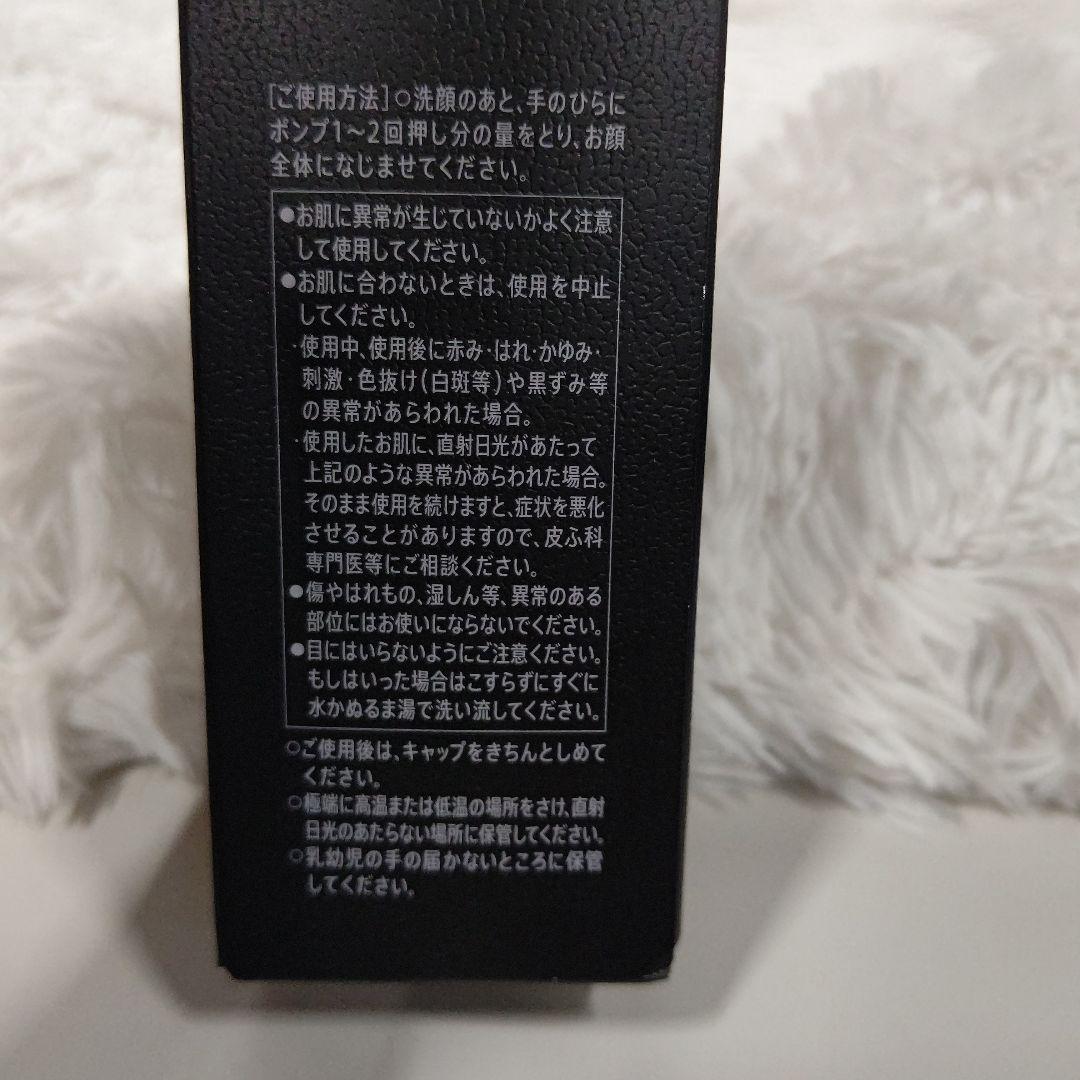 [ご使用方法]○洗顔のあと、手のひらに
ポンプ1〜2回押し分の量をとり、お顔
全体になじませてください。
●お肌に異常が生じていないかよく注意
して使用してください。
●お肌に合わないときは、使用を中止
してください。
・使用中、使用後に赤み・はれ・かゆみ・
刺激・色抜け(白斑等)や黒ずみ等
の異常があらわれた場合。
・使用したお肌に、直射日光があたって
上記のような異常があらわれた場合。
そのまま使用を続けますと、症状を悪化
させることがありますので、皮ふ科
専門医等にご相談ください。
●傷やはれもの、湿しん等、異常のある
部位にはお使いにならないでください。
●目にはいらないようにご注意ください。
もしはいった場合はこすらずにすぐに
水かぬるま湯で洗い流してください。
○ご使用後は、キャップをきちんとしめて
ください。
○極端に高温または低温の場所をさけ、直射
日光のあたらない場所に保管してください。
○乳幼児の手の届かないところに保管
してください。